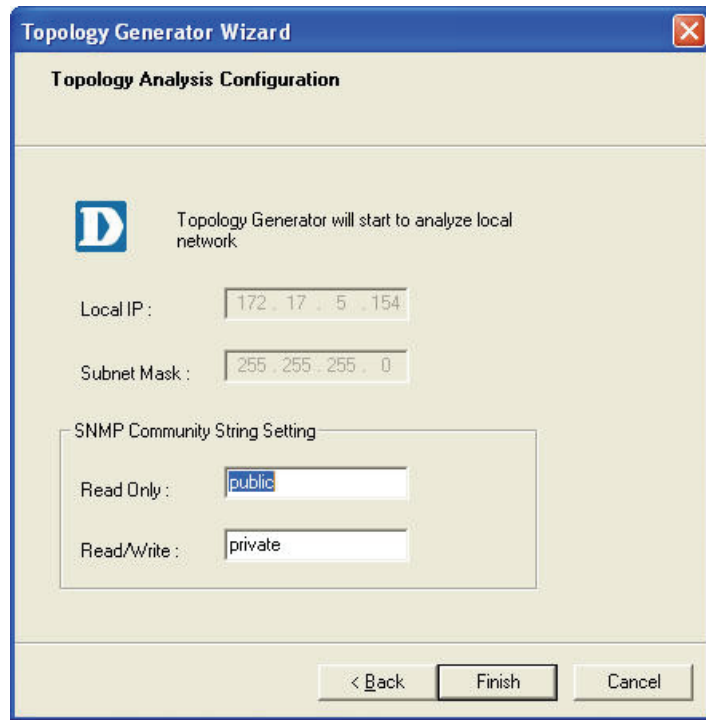 Topology Generator Wizard
Topology Analysis Configuration
D
Topology Generator will start to analyze local
network
Local IP :
172 . 17 . 5 . 154
Subnet Mask :
255 . 255 . 255 . 0
SNMP Community String Setting
Read Only :
public
Read/Write :
private
< Back
Finish
Cancel